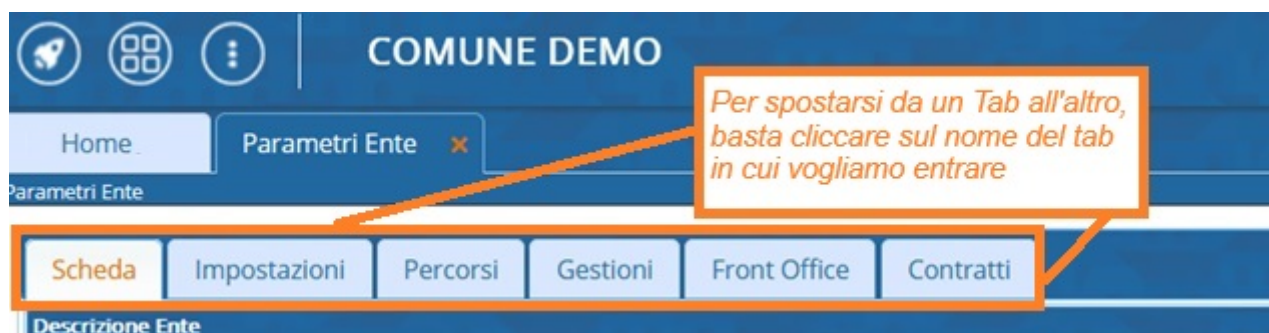 COMUNE DEMO
Per spostarsi da un Tab all'altro,
basta cliccare sul nome del tab
in cui vogliamo entrare
Home
Parametri Ente
Parametri Ente
Scheda Impostazioni Percorsi Gestioni Front Office Contratti
Descrizione Ente